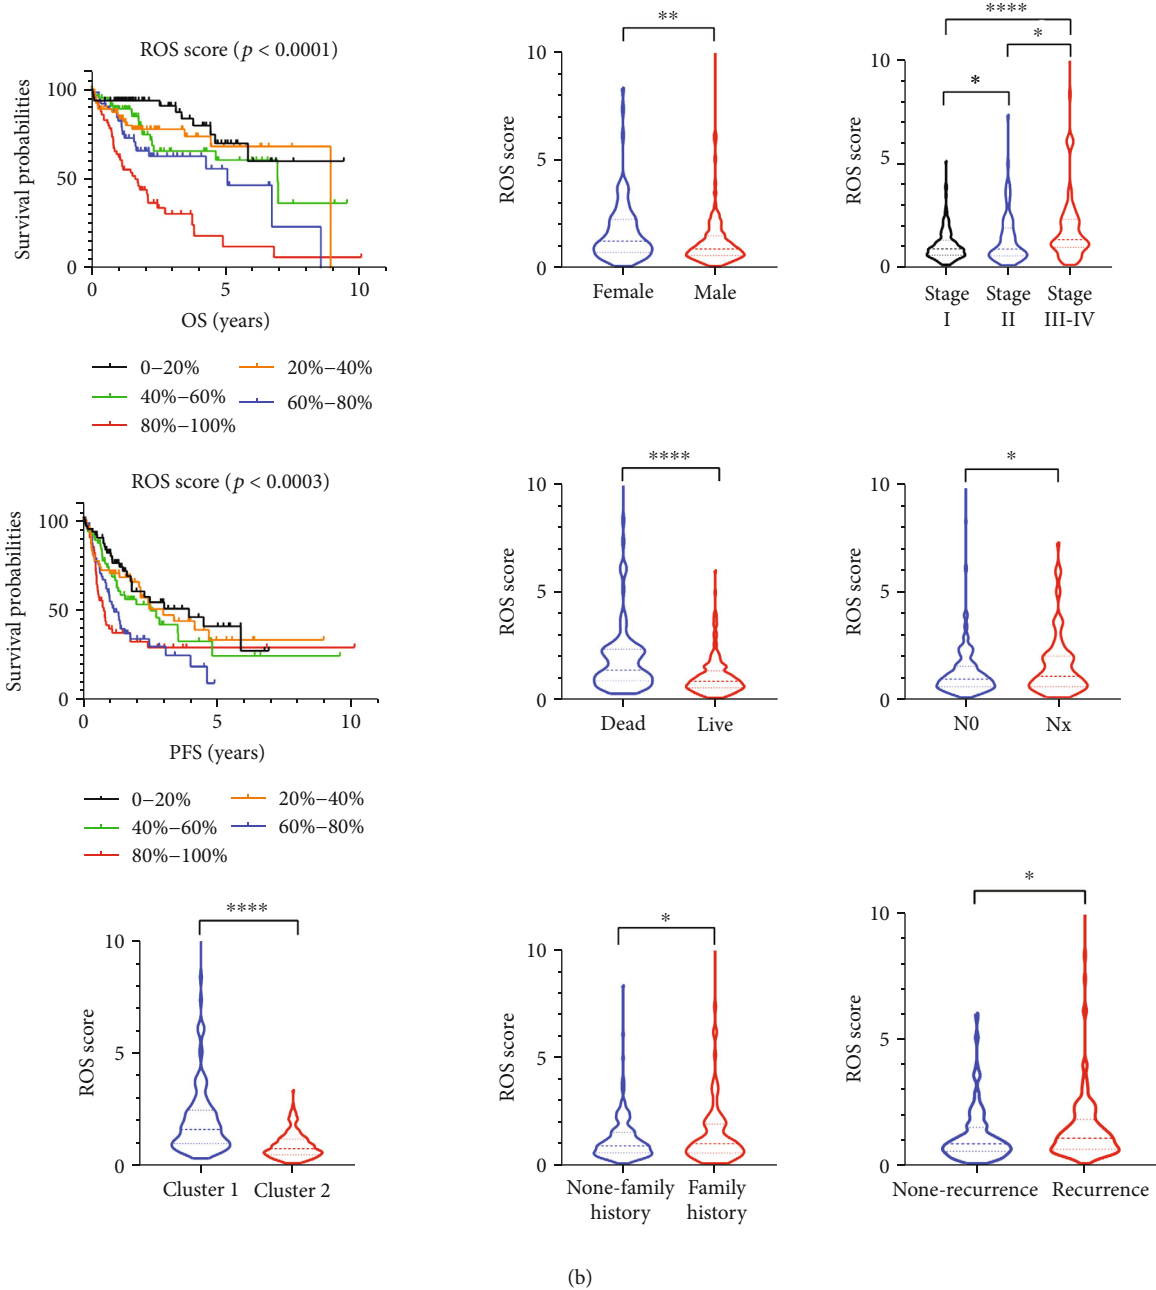 ROS score (p < 0.0001)
Survival probabilities
100
50
0
0 5 10
OS (years)
0−20% 20%−40%
40%−60% 60%−80%
80%−100%
**
ROS score
10
5
0
Female Male
****
*
*
ROS score
10
5
0
Stage I
Stage II
Stage III-IV
ROS score (p < 0.0003)
Survival probabilities
100
50
0
0 5 10
PFS (years)
0−20% 20%−40%
40%−60% 60%−80%
80%−100%
****
ROS score
10
5
0
Dead Live
*
ROS score
10
5
0
N0 Nx
****
ROS score
10
5
0
Cluster 1 Cluster 2
*
ROS score
10
5
0
None-family history
Family history
*
ROS score
10
5
0
None-recurrence Recurrence
(b)